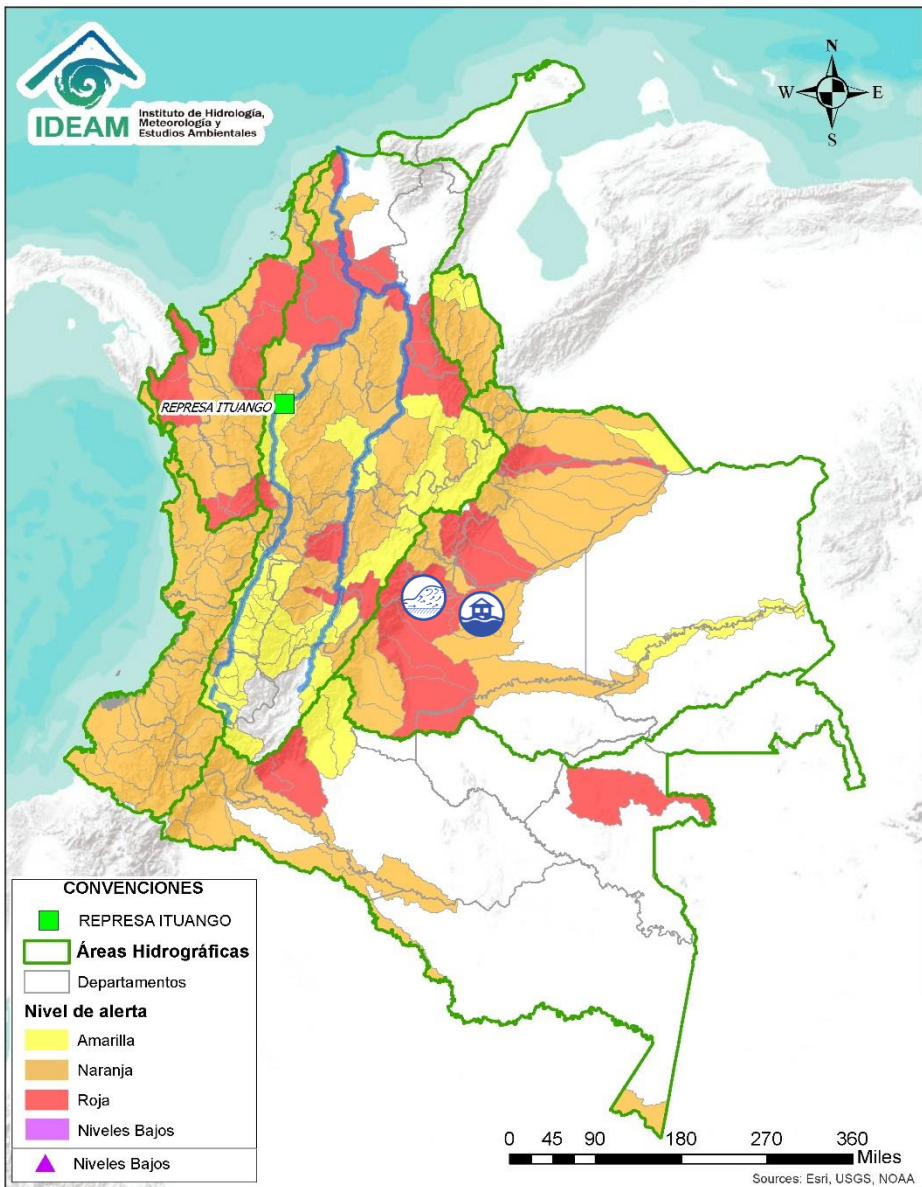 IDEAM
Instituto de Hidrología,
Meteorología y
Estudios Ambientales
N
W
E
S
REPRESA ITUANGO
CONVENCIONES
REPRESA ITUANGO
Áreas Hidrográficas
Departamentos
Nivel de alerta
Amarilla
Naranja
Roja
Niveles Bajos
Niveles Bajos
0 45 90 180 270 360
Miles
Sources: Esri, USGS, NOAA